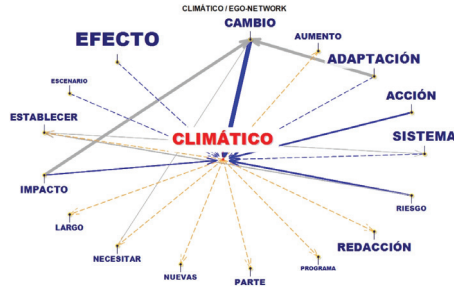 CLIMÁTICO / EGO-NETWORK
CAMBIO
AUMENTO
EFECTO
ADAPTACIÓN
ESCENARIO
ACCIÓN
ESTABLECER
CLIMÁTICO
SISTEMA
IMPACTO
RIESGO
LARGO
REDACCIÓN
NECESITAR
PROGRAMA
NUEVAS
PARTE